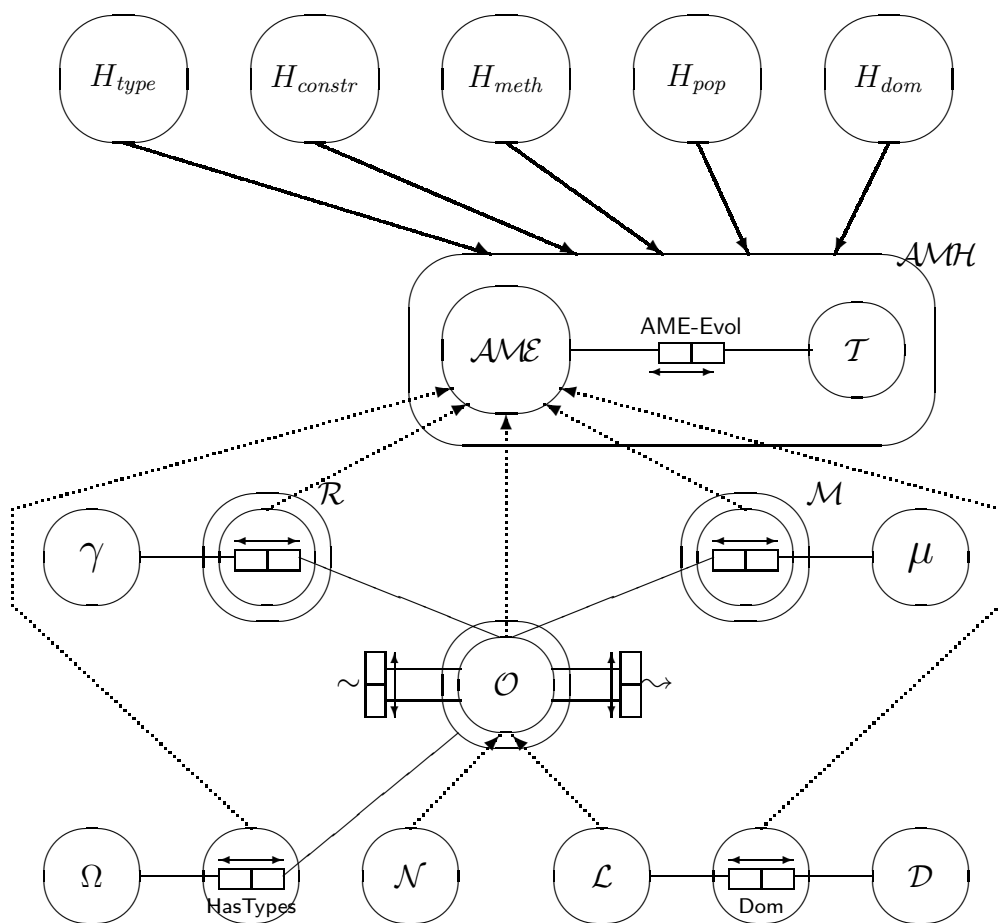 H_type H_constr H_meth H_pop H_dom
𝒜ℳℋ
AME-Evol
𝒜ℳℰ 𝒯
ℛ ℳ
γ μ
∼ 𝒪 ⤳
Ω 𝒩 ℒ 𝒟
HasTypes Dom